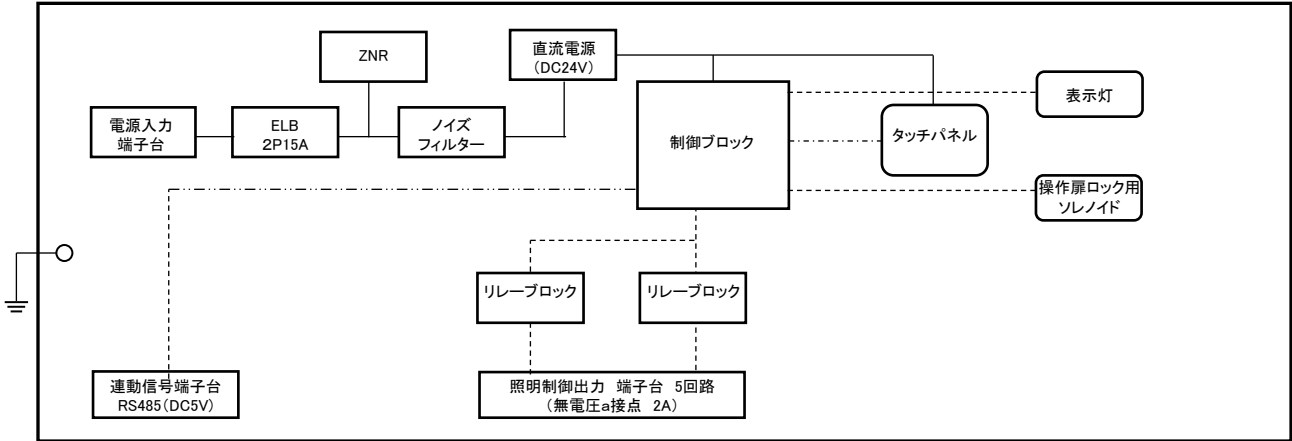 ZNR
直流電源
(DC24V)
表示灯
電源入力
端子台
ELB
2P15A
ノイズ
フィルター
制御ブロック
タッチパネル
操作扉ロック用
ソレノイド
リレーブロック
リレーブロック
連動信号端子台
RS485(DC5V)
照明制御出力 端子台 5回路
(無電圧a接点 2A)